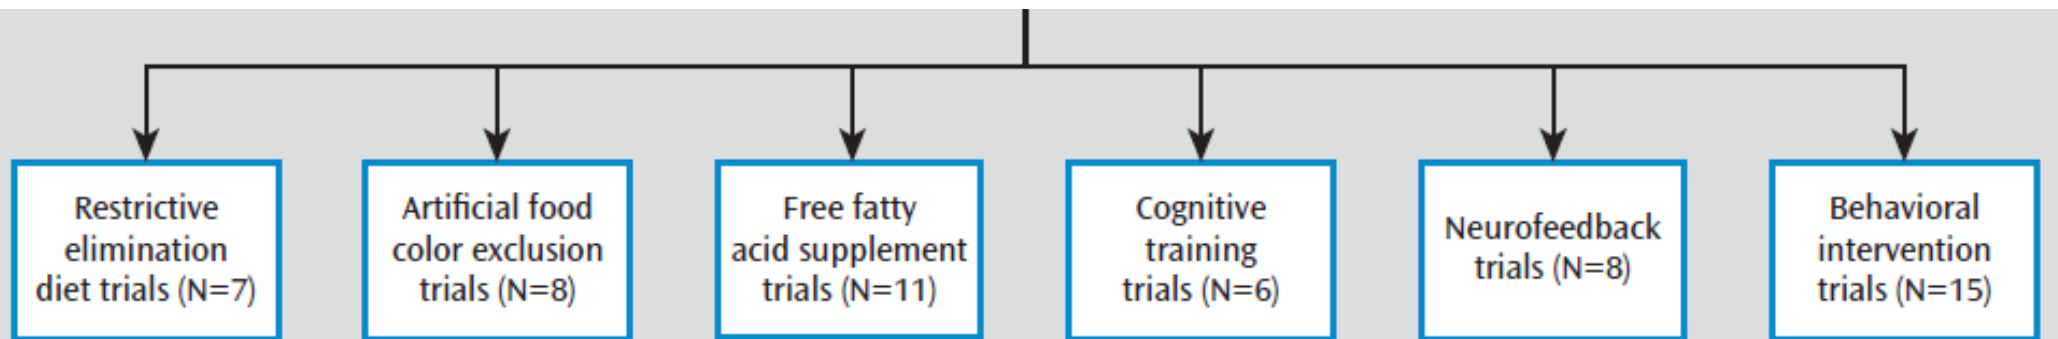 Restrictive
elimination
diet trials (N=7)
Artificial food
color exclusion
trials (N=8)
Free fatty
acid supplement
trials (N=11)
Cognitive
training
trials (N=6)
Neurofeedback
trials (N=8)
Behavioral
intervention
trials (N=15)